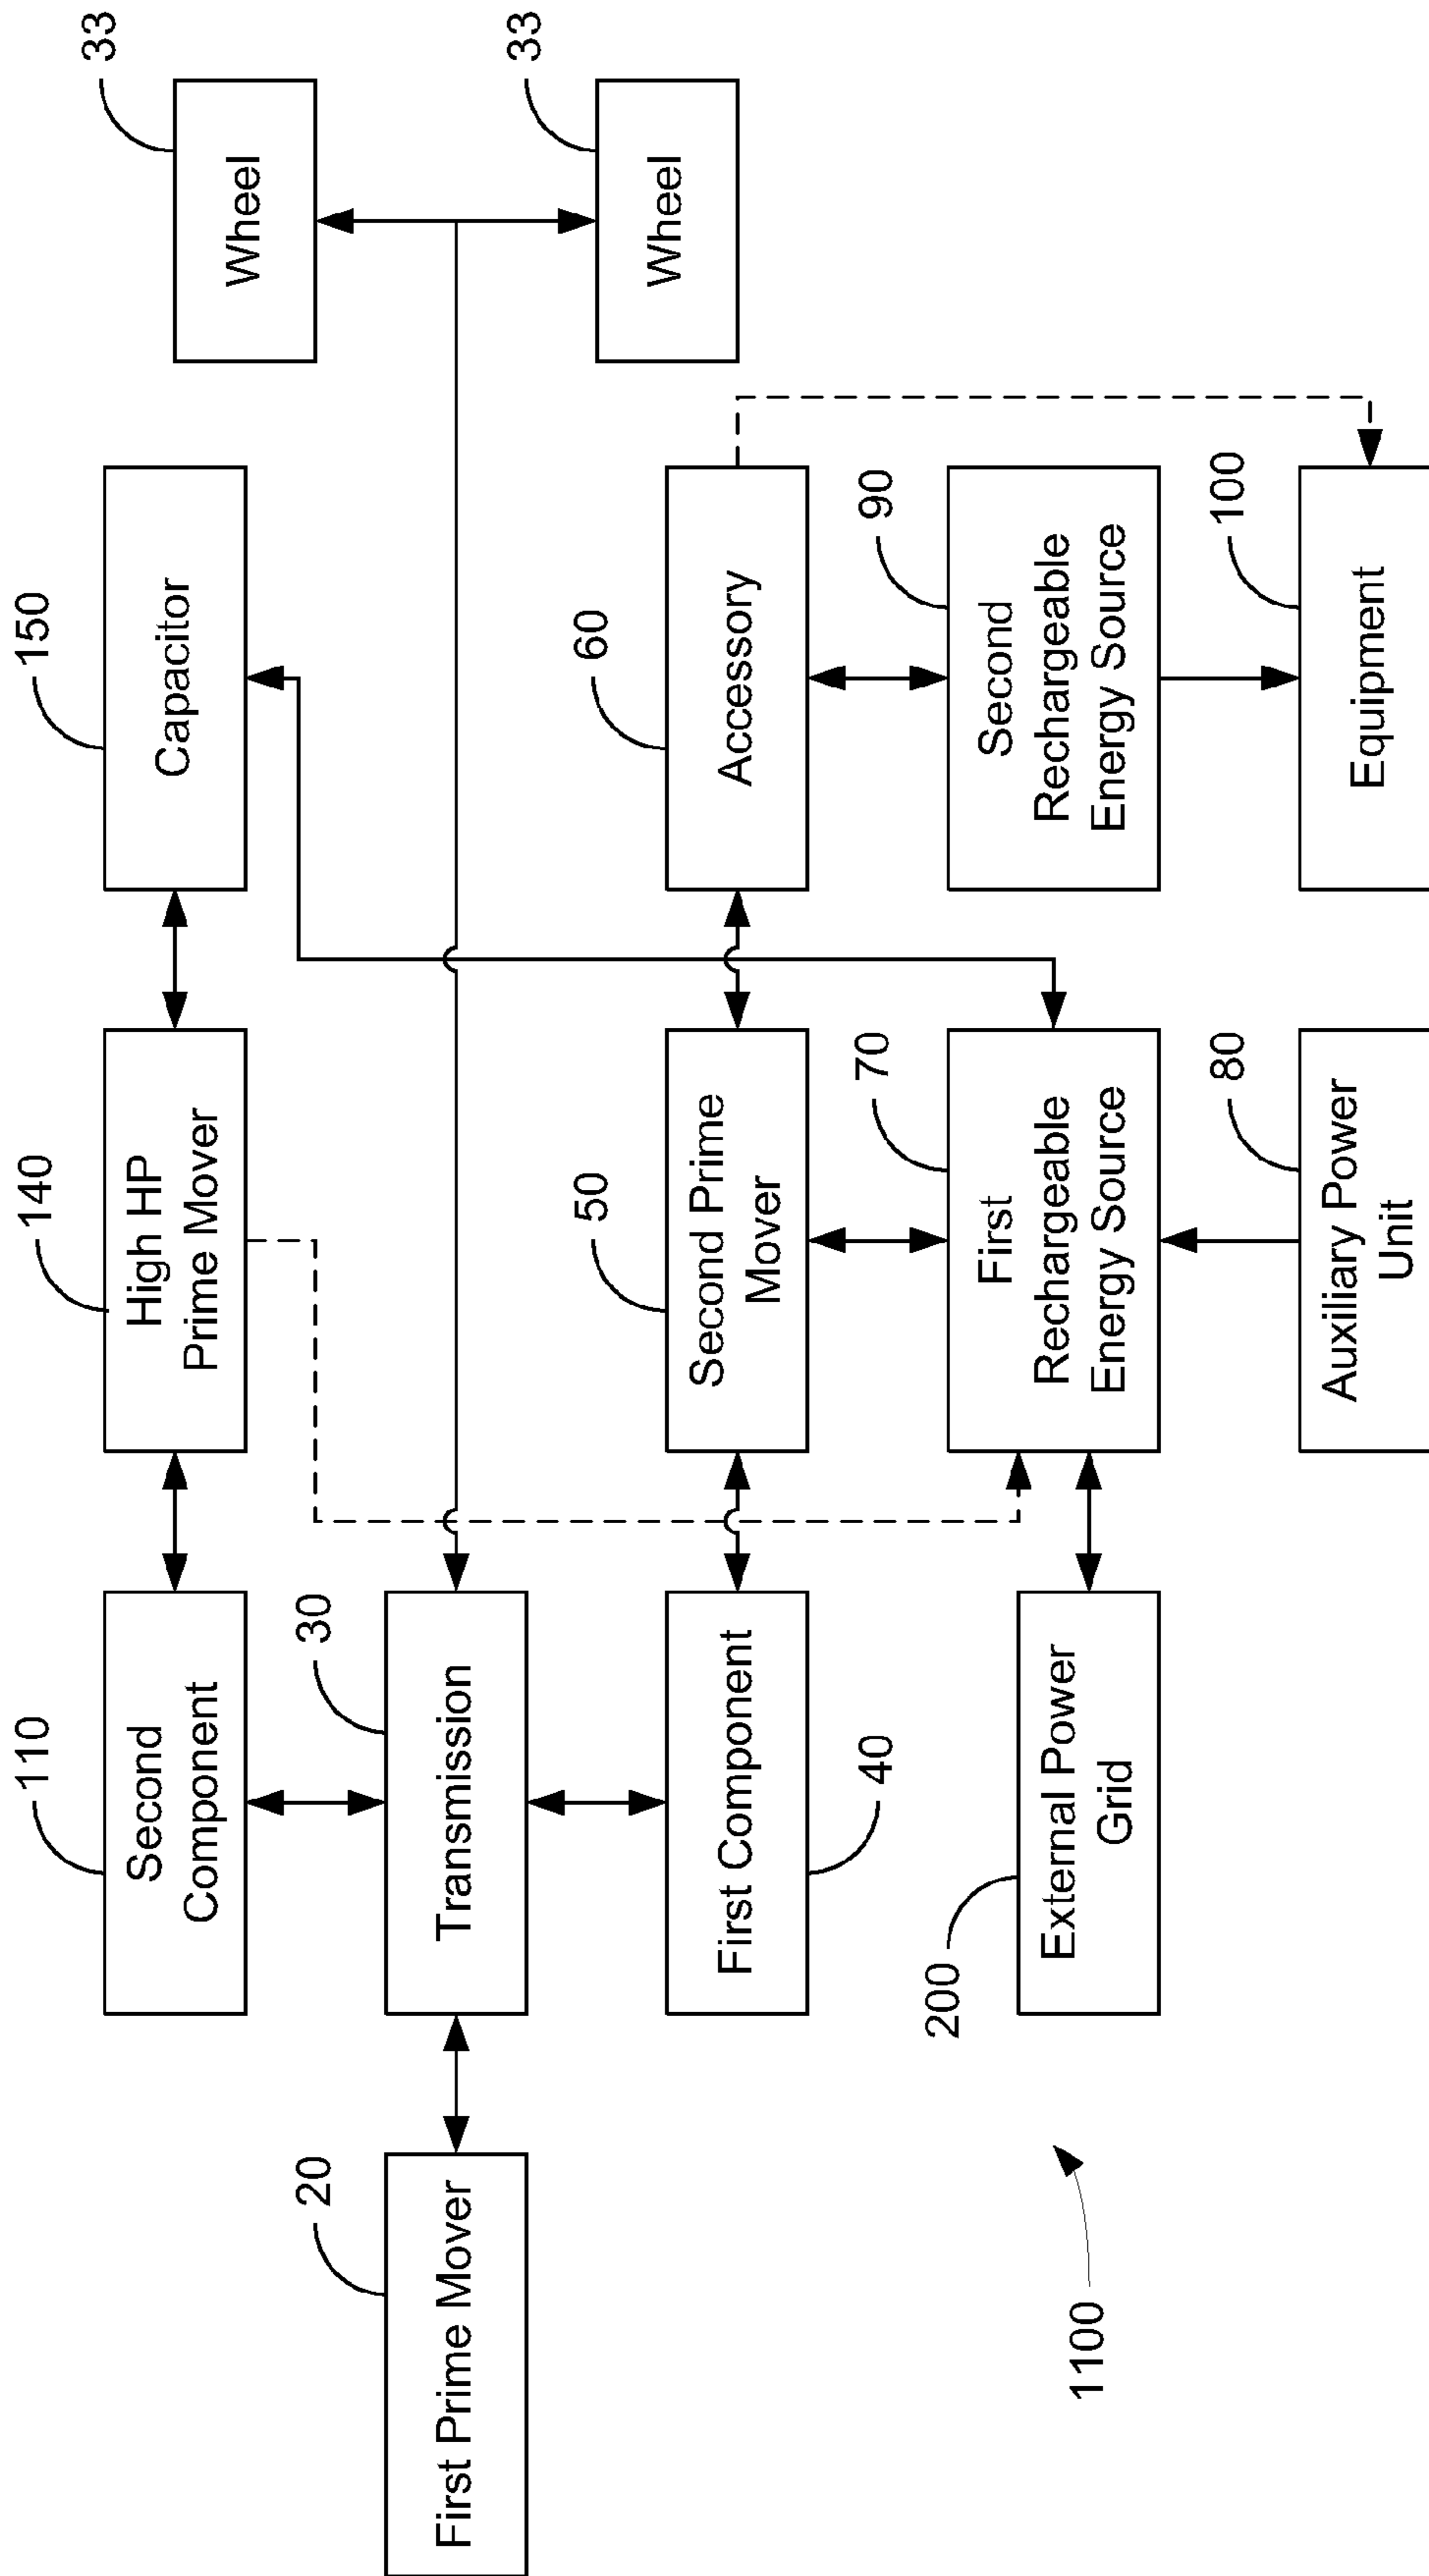 110
Second
Component
140
High HP
Prime Mover
150
Capacitor
33
Wheel
20
First Prime Mover
30
Transmission
33
Wheel
First Component
40
50
Second Prime
Mover
60
Accessory
200
External Power
Grid
70
First
Rechargeable
Energy Source
90
Second
Rechargeable
Energy Source
1100
80
Auxiliary Power
Unit
100
Equipment